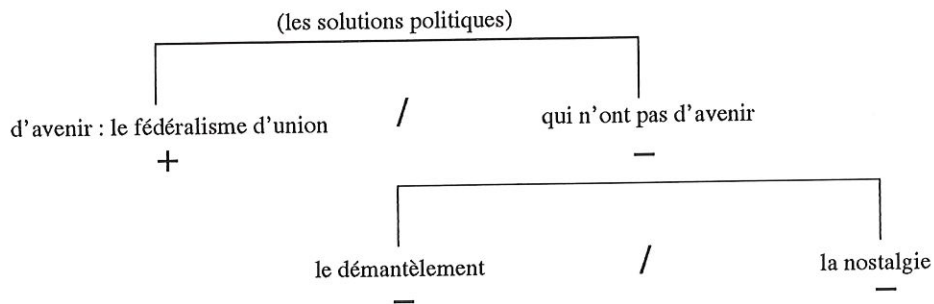 (les solutions politiques)
d'avenir : le fédéralisme d'union / qui n'ont pas d'avenir
+ −
le démantèlement / la nostalgie
− −